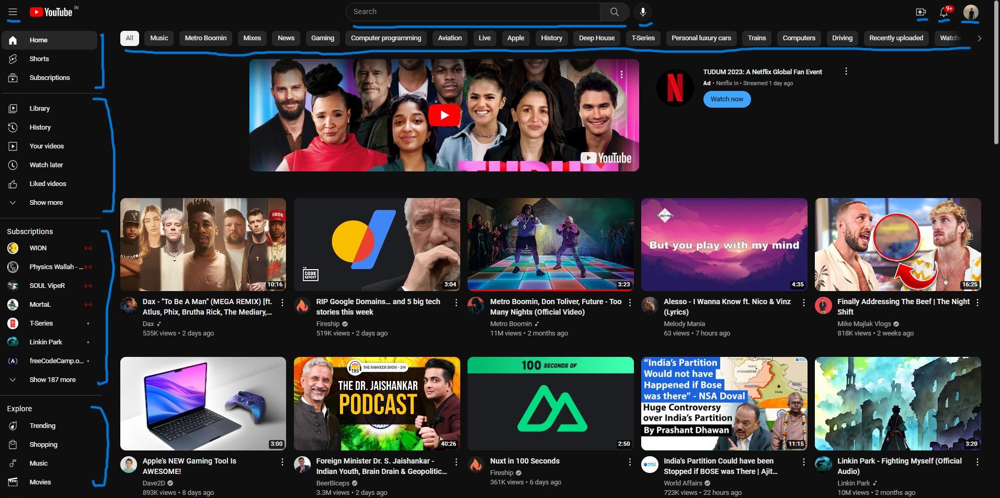 YouTube IN
Search
9+
All Music Metro Boomin Mixes News Gaming Computer programming Aviation Live Apple History Deep House T-Series Personal luxury cars Trains Computers Driving Recently uploaded
Home
Shorts
Subscriptions
Library
History
Your videos
Watch later
Liked videos
Show more
Subscriptions
WION
Physics Wallah - ...
SOUL VipeR
MortaL
T-Series
Linkin Park
freeCodeCamp.o...
Show 187 more
Explore
Trending
Shopping
Music
Movies
YouTube
N
TUDUM 2023: A Netflix Global Fan Event
Ad • Netflix In • Streamed 1 day ago
Watch now
NBCU
10:16
Dax - "To Be A Man" (MEGA REMIX) [ft.
Atlus, Phix, Brutha Rick, The Mediary,...
Dax
535K views • 2 days ago
THE
CODE
REPORT
3:04
RIP Google Domains... and 5 big tech
stories this week
Fireship
519K views • 2 days ago
3:23
Metro Boomin, Don Toliver, Future - Too
Many Nights (Official Video)
Metro Boomin
11M views • 2 months ago
But you play with my mind
4:35
Alesso - I Wanna Know ft. Nico & Vinz
(Lyrics)
Melody Mania
63 views • 7 hours ago
16:25
Finally Addressing The Beef | The Night
Shift
Mike Majlak Vlogs
818K views • 2 weeks ago
3:00
Apple's NEW Gaming Tool Is
AWESOME!
Dave2D
893K views • 8 days ago
TRS
THE RANVEER SHOW - 314
THE DR. JAISHANKAR
PODCAST
40:26
Foreign Minister Dr. S. Jaishankar -
Indian Youth, Brain Drain & Geopolitic...
BeerBiceps
3.3M views • 2 days ago
100 SECONDS OF
2:50
Nuxt in 100 Seconds
Fireship
361K views • 6 days ago
"India's Partition
Would not have
Happened if Bose
was there" - NSA Doval
Huge Controversy
over India's Partition
By Prashant Dhawan
Kabul
AFGHANISTAN
PAKISTAN
Delhi
NEPAL
11:15
India's Partition Could have been
Stopped if BOSE was There | Ajit...
World Affairs
723K views • 22 hours ago
3:20
Linkin Park - Fighting Myself (Official
Audio)
Linkin Park
10M views • 2 months ago